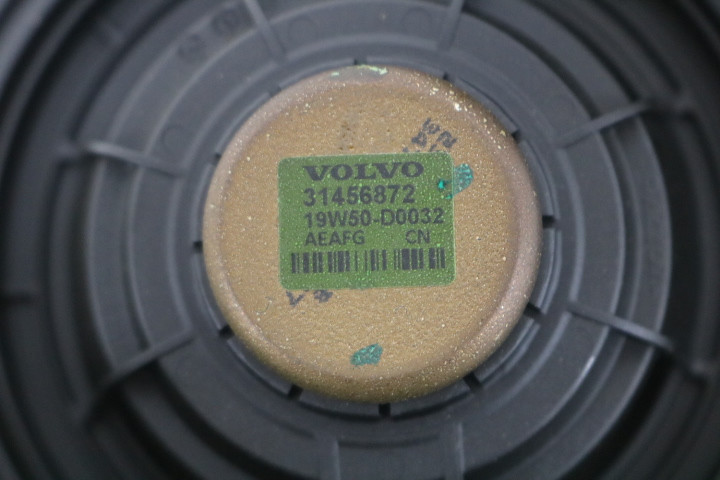 VOLVO
31456872
19W50-D0032
AEAFG CN